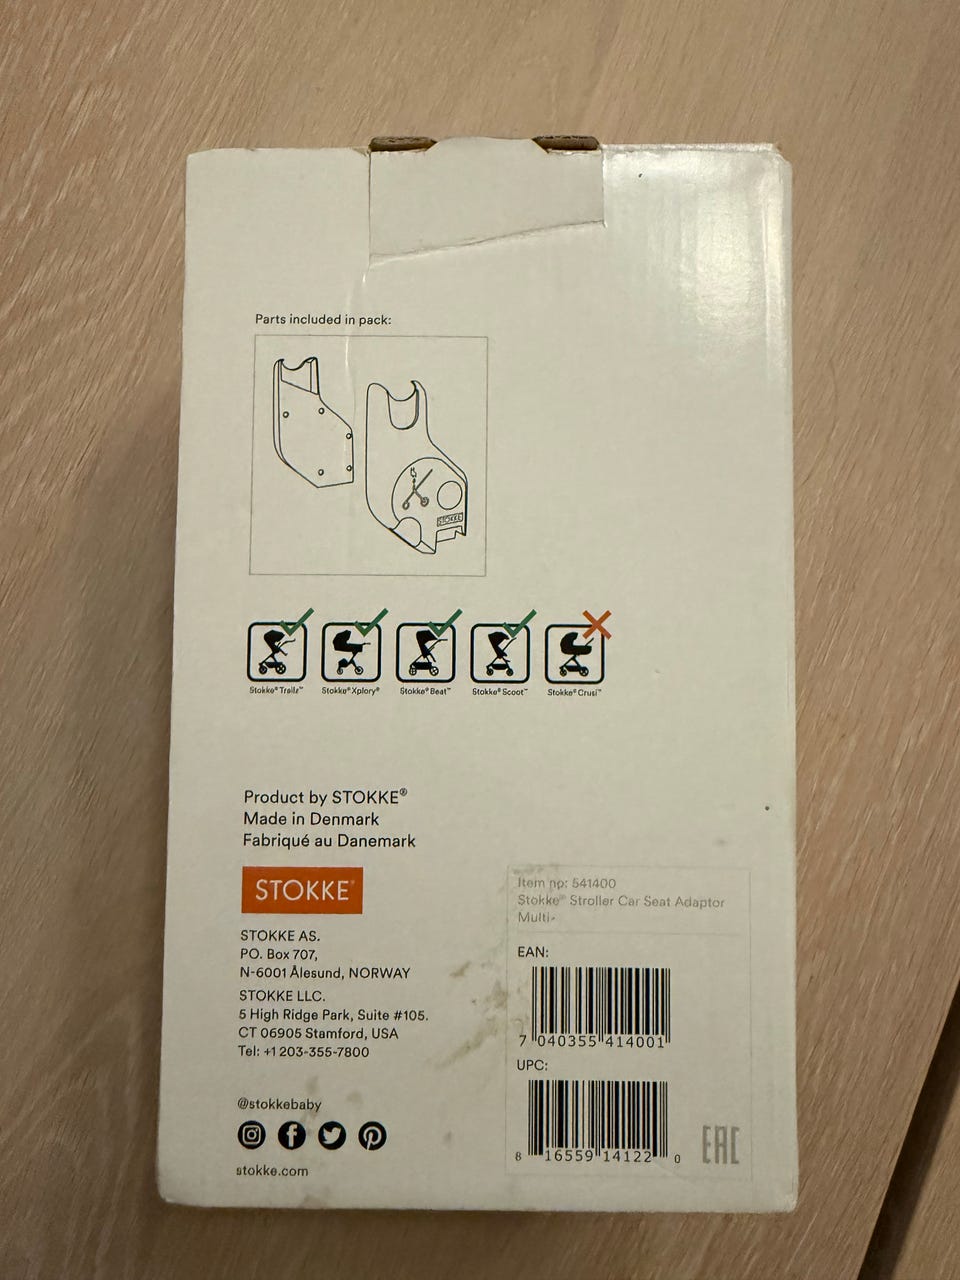 Parts included in pack:
STOKKE
Stokke® Trailz™ Stokke® Xplory® Stokke® Beat™ Stokke® Scoot™ Stokke® Crusi™
Product by STOKKE®
Made in Denmark
Fabriqué au Danemark
STOKKE®
STOKKE AS.
PO. Box 707,
N-6001 Ålesund, NORWAY
STOKKE LLC.
5 High Ridge Park, Suite #105.
CT 06905 Stamford, USA
Tel: +1 203-355-7800
@stokkebaby
stokke.com
Item no: 541400
Stokke® Stroller Car Seat Adaptor
Multi-
EAN:
7 040355 414001
UPC:
8 16559 14122 0
EAC